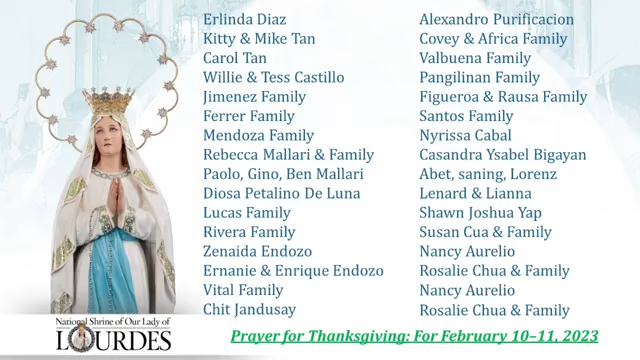 Erlinda Diaz
Kitty & Mike Tan
Carol Tan
Willie & Tess Castillo
Jimenez Family
Ferrer Family
Mendoza Family
Rebecca Mallari & Family
Paolo, Gino, Ben Mallari
Diosa Petalino De Luna
Lucas Family
Rivera Family
Zenaida Endozo
Ernanie & Enrique Endozo
Vital Family
Chit Jandusay
Alexandro Purificacion
Covey & Africa Family
Valbuena Family
Pangilinan Family
Figueroa & Rausa Family
Santos Family
Nyrissa Cabal
Casandra Ysabel Bigayan
Abet, saning, Lorenz
Lenard & Lianna
Shawn Joshua Yap
Susan Cua & Family
Nancy Aurelio
Rosalie Chua & Family
Nancy Aurelio
Rosalie Chua & Family
National Shrine of Our Lady of
LOURDES
Prayer for Thanksgiving: For February 10–11, 2023